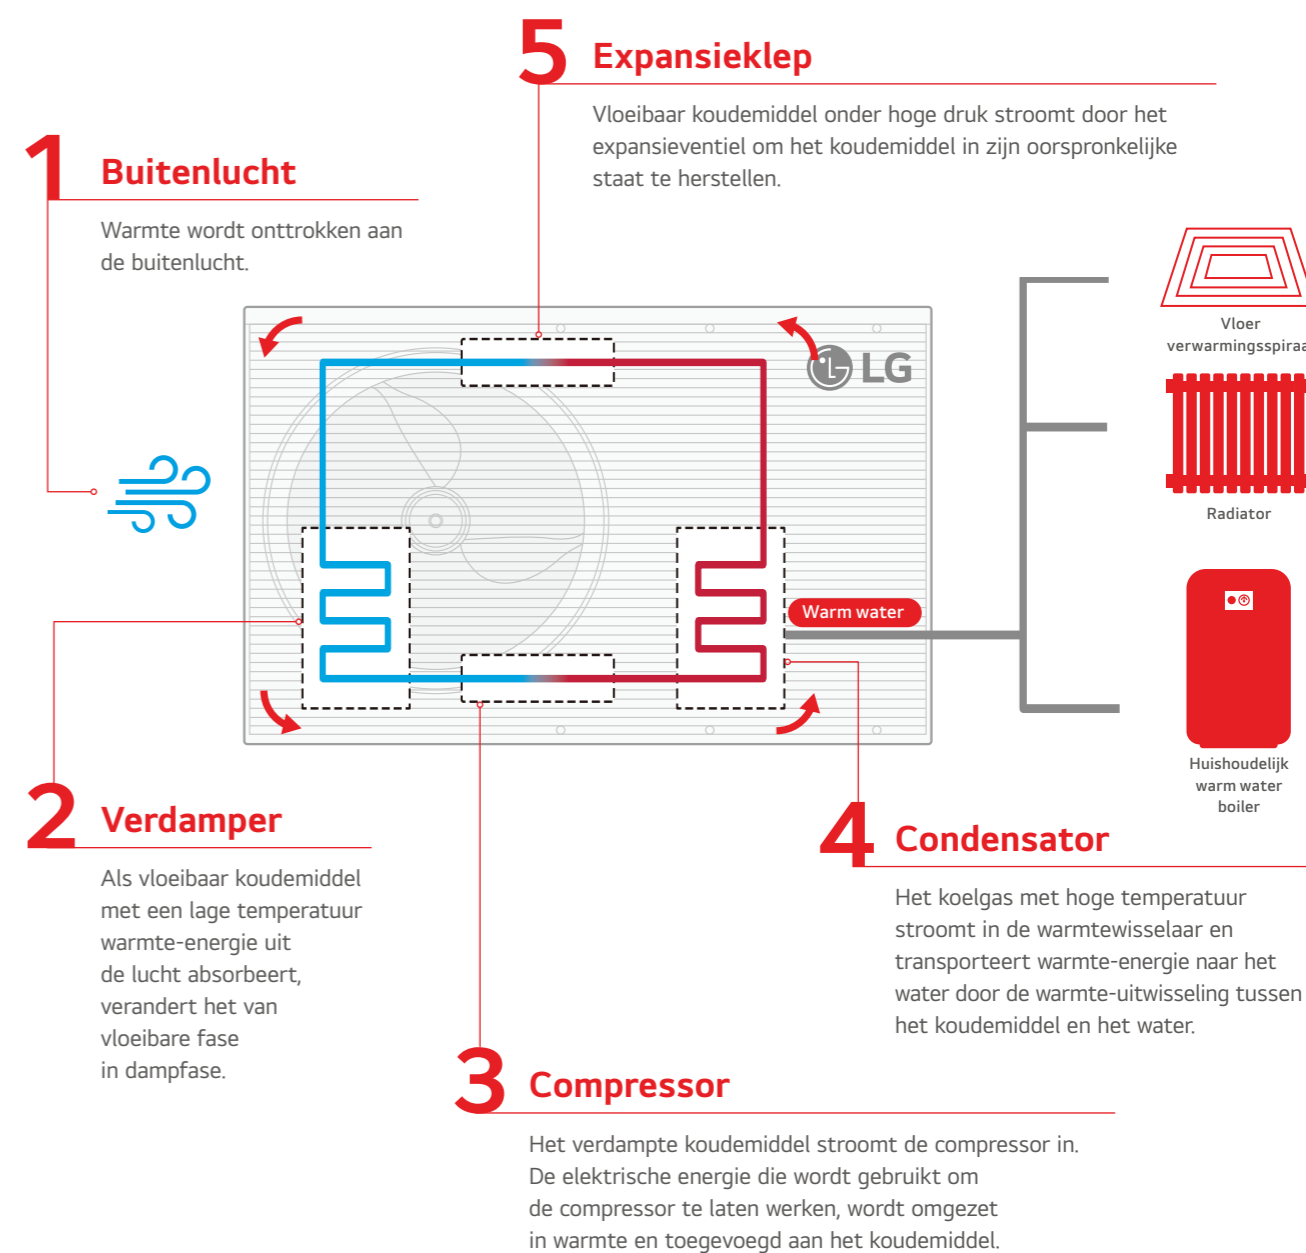 5 Expansieklep
Vloeibaar koudemiddel onder hoge druk stroomt door het
expansieventiel om het koudemiddel in zijn oorspronkelijke
staat te herstellen.
1 Buitenlucht
Warmte wordt onttrokken aan
de buitenlucht.
LG
Vloer
verwarmingsspiraa
Radiator
Warm water
Huishoudelijk
warm water
boiler
2 Verdamper
Als vloeibaar koudemiddel
met een lage temperatuur
warmte-energie uit
de lucht absorbeert,
verandert het van
vloeibare fase
in dampfase.
4 Condensator
Het koelgas met hoge temperatuur
stroomt in de warmtewisselaar en
transporteert warmte-energie naar het
water door de warmte-uitwisseling tussen
het koudemiddel en het water.
3 Compressor
Het verdampte koudemiddel stroomt de compressor in.
De elektrische energie die wordt gebruikt om
de compressor te laten werken, wordt omgezet
in warmte en toegevoegd aan het koudemiddel.